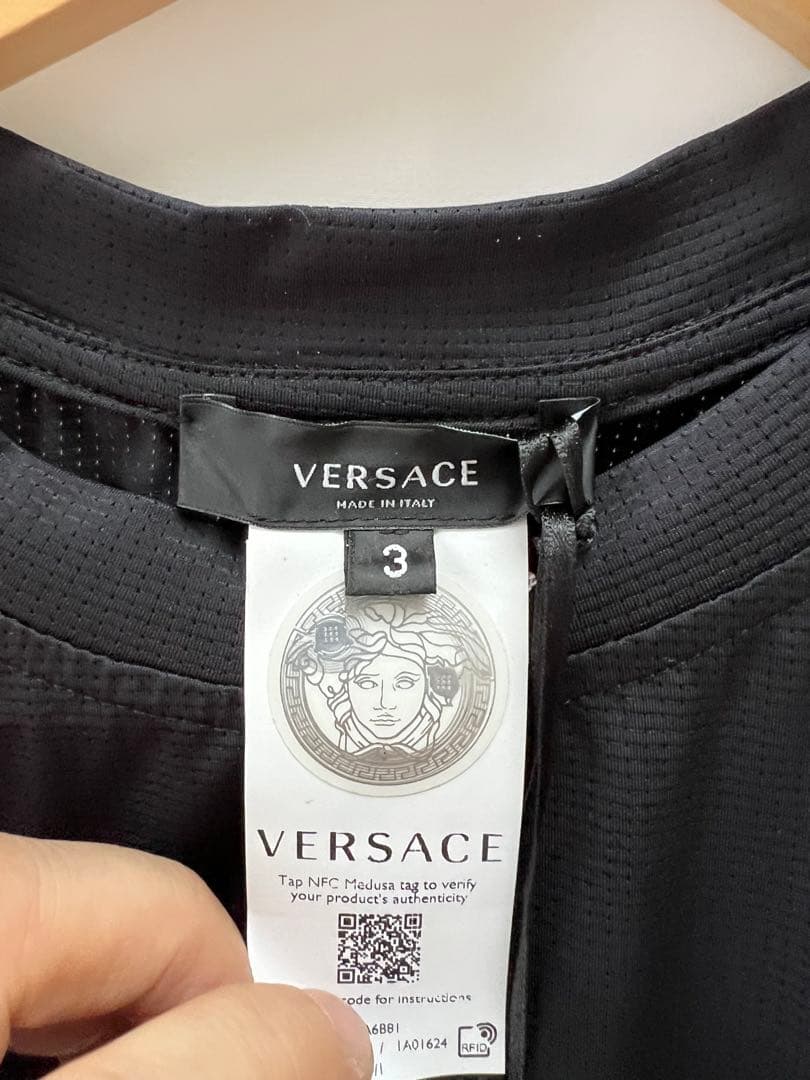 VERSACE
MADE IN ITALY
3
VERSACE
Tap NFC Medusa tag to verify
your product's authenticity
code for instructions
A6BB1
/ 1A01624
RFID